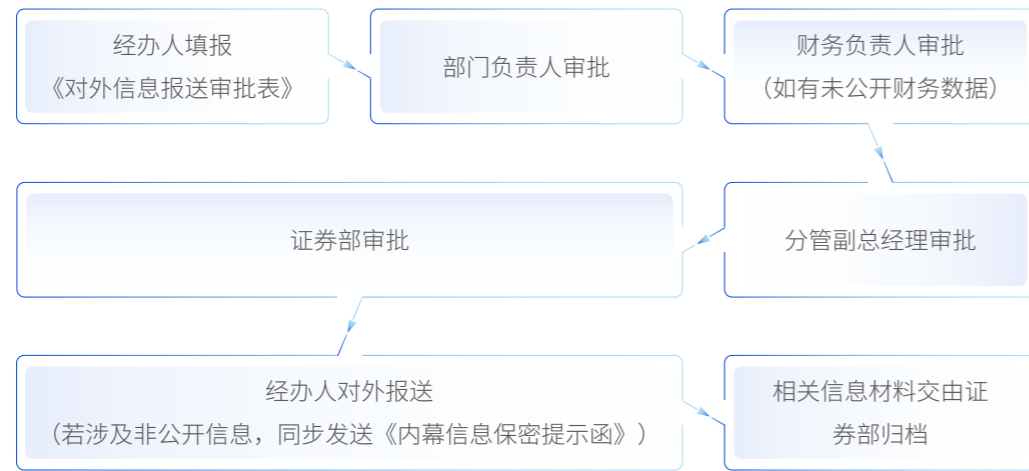 经办人填报
《对外信息报送审批表》
部门负责人审批
财务负责人审批
（如有未公开财务数据）
分管副总经理审批
证券部审批
经办人对外报送
（若涉及非公开信息，同步发送《内幕信息保密提示函》）
相关信息材料交由证
券部归档